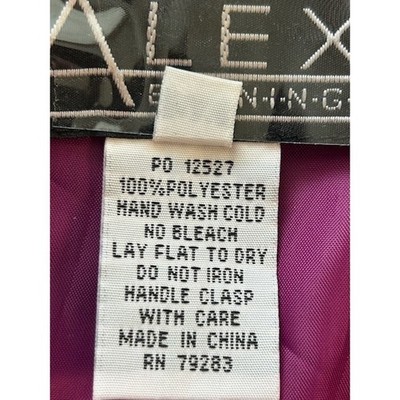 ALEX
E·N·I·N·G
PO 12527
100%POLYESTER
HAND WASH COLD
NO BLEACH
LAY FLAT TO DRY
DO NOT IRON
HANDLE CLASP
WITH CARE
MADE IN CHINA
RN 79283